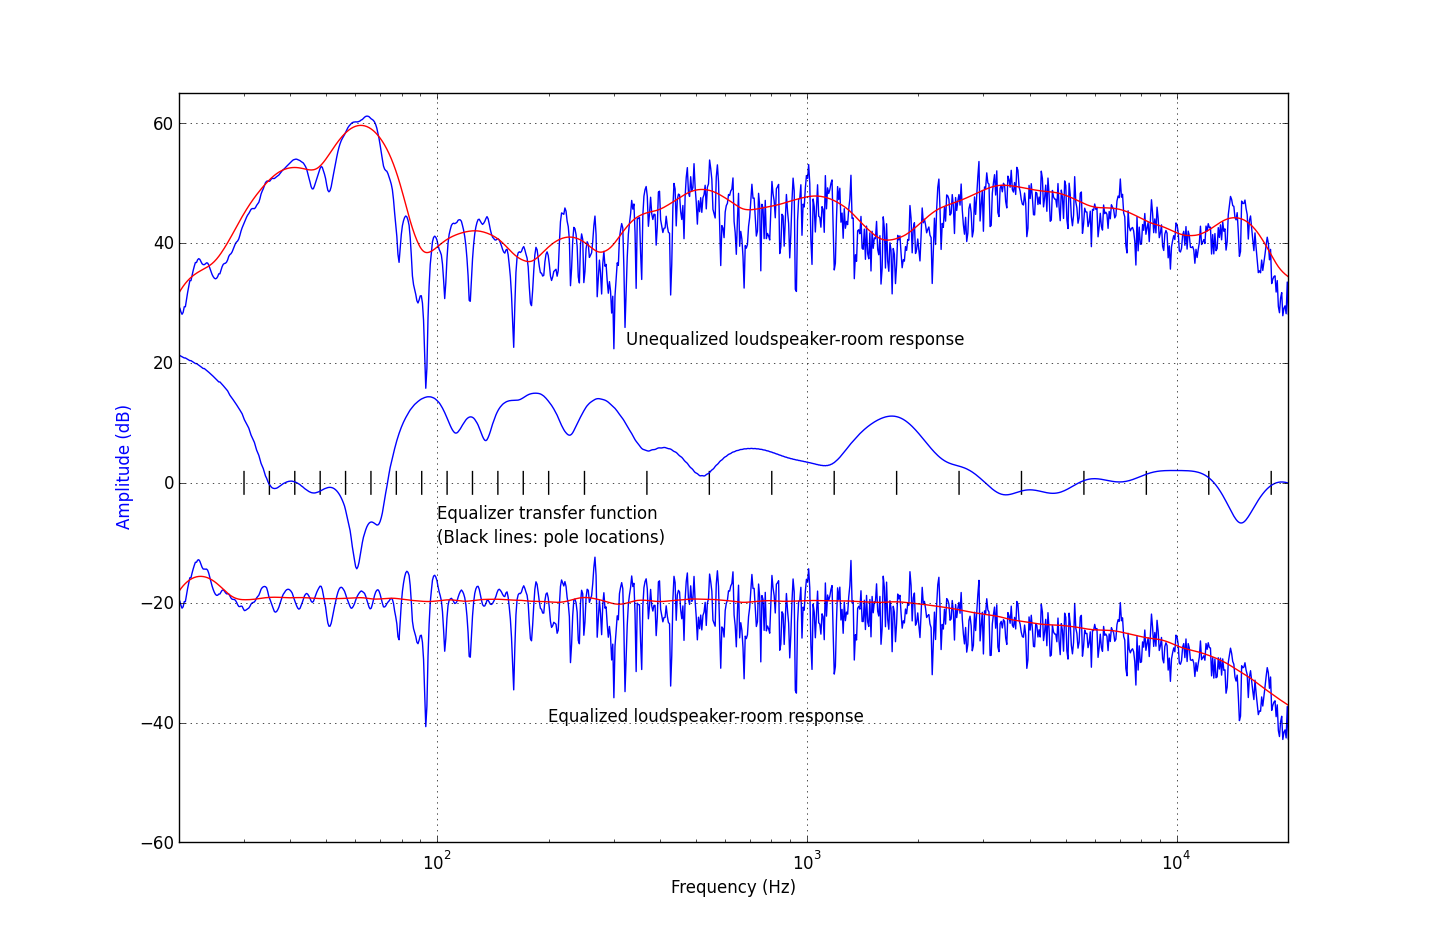 60
40
20
0
−20
−40
−60
Amplitude (dB)
Unequalized loudspeaker-room response
Equalizer transfer function
(Black lines: pole locations)
Equalized loudspeaker-room response
10² 10³ 10⁴
Frequency (Hz)